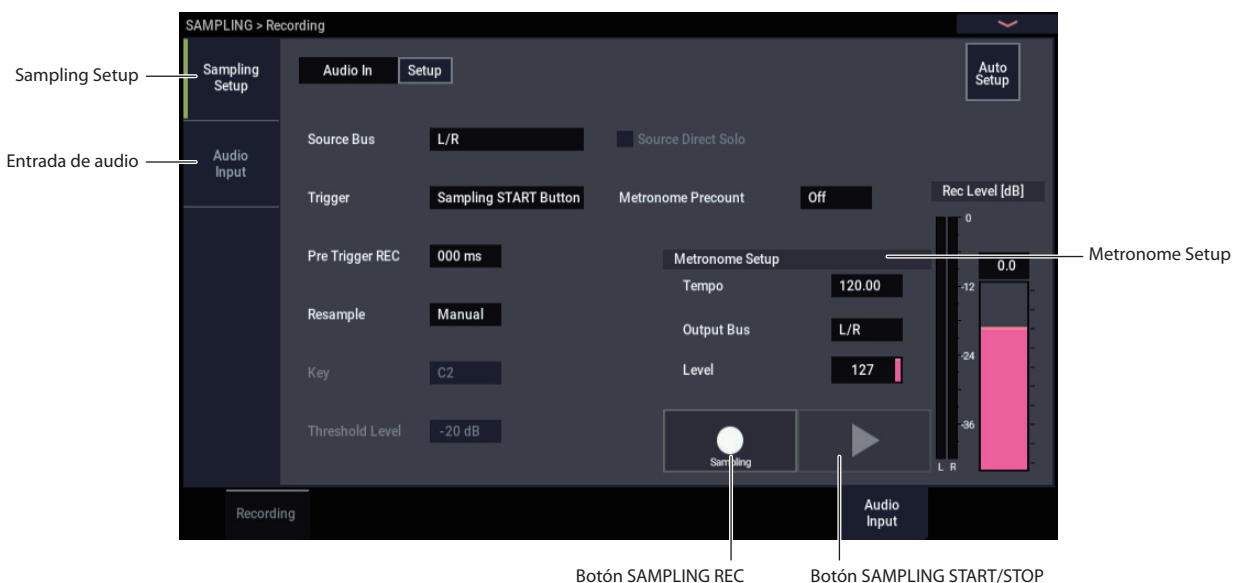 SAMPLING > Recording
Sampling Setup
Sampling
Setup
Audio In
Setup
Auto
Setup
Entrada de audio
Audio
Input
Source Bus
L/R
Source Direct Solo
Trigger
Sampling START Button
Metronome Precount
Off
Rec Level [dB]
0
Pre Trigger REC
000 ms
Metronome Setup
Metronome Setup
0.0
Tempo
120.00
-12
Resample
Manual
Output Bus
L/R
-24
Key
C2
Level
127
Threshold Level
-20 dB
-36
Sampling
L R
Recording
Audio
Input
Botón SAMPLING REC
Botón SAMPLING START/STOP